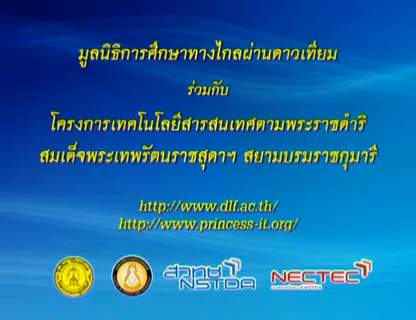 มูลนิธิการศึกษาทางไกลผ่านดาวเทียม
ร่วมกับ
โครงการเทคโนโลยีสารสนเทศตามพระราชดำริ
สมเด็จพระเทพรัตนราชสุดาฯ สยามบรมราชกุมารี
http://www.dlf.ac.th/
http://www.princess-it.org/
สวทช
NSTDA
NECTEC